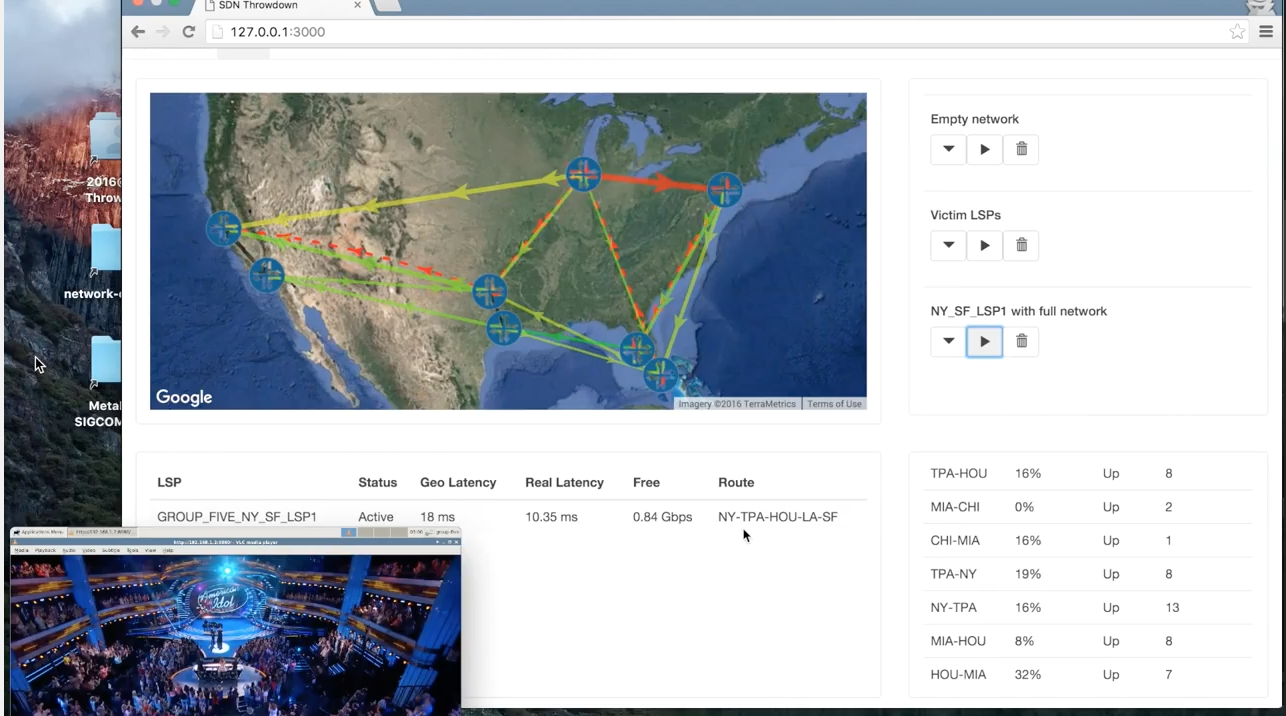 SDN Throwdown
127.0.0.1:3000
2016
Throw
network-
Metal
SIGCOM
Google
Imagery ©2016 TerraMetrics
Terms of Use
Empty network
Victim LSPs
NY_SF_LSP1 with full network
LSP Status Geo Latency Real Latency Free Route
GROUP_FIVE_NY_SF_LSP1 Active 18 ms 10.35 ms 0.84 Gbps NY-TPA-HOU-LA-SF
TPA-HOU 16% Up 8
MIA-CHI 0% Up 2
CHI-MIA 16% Up 1
TPA-NY 19% Up 8
NY-TPA 16% Up 13
MIA-HOU 8% Up 8
HOU-MIA 32% Up 7
Applications Menu
VLC media player
Media Playback Audio Video Subtitle Tools View Help
American
Idol